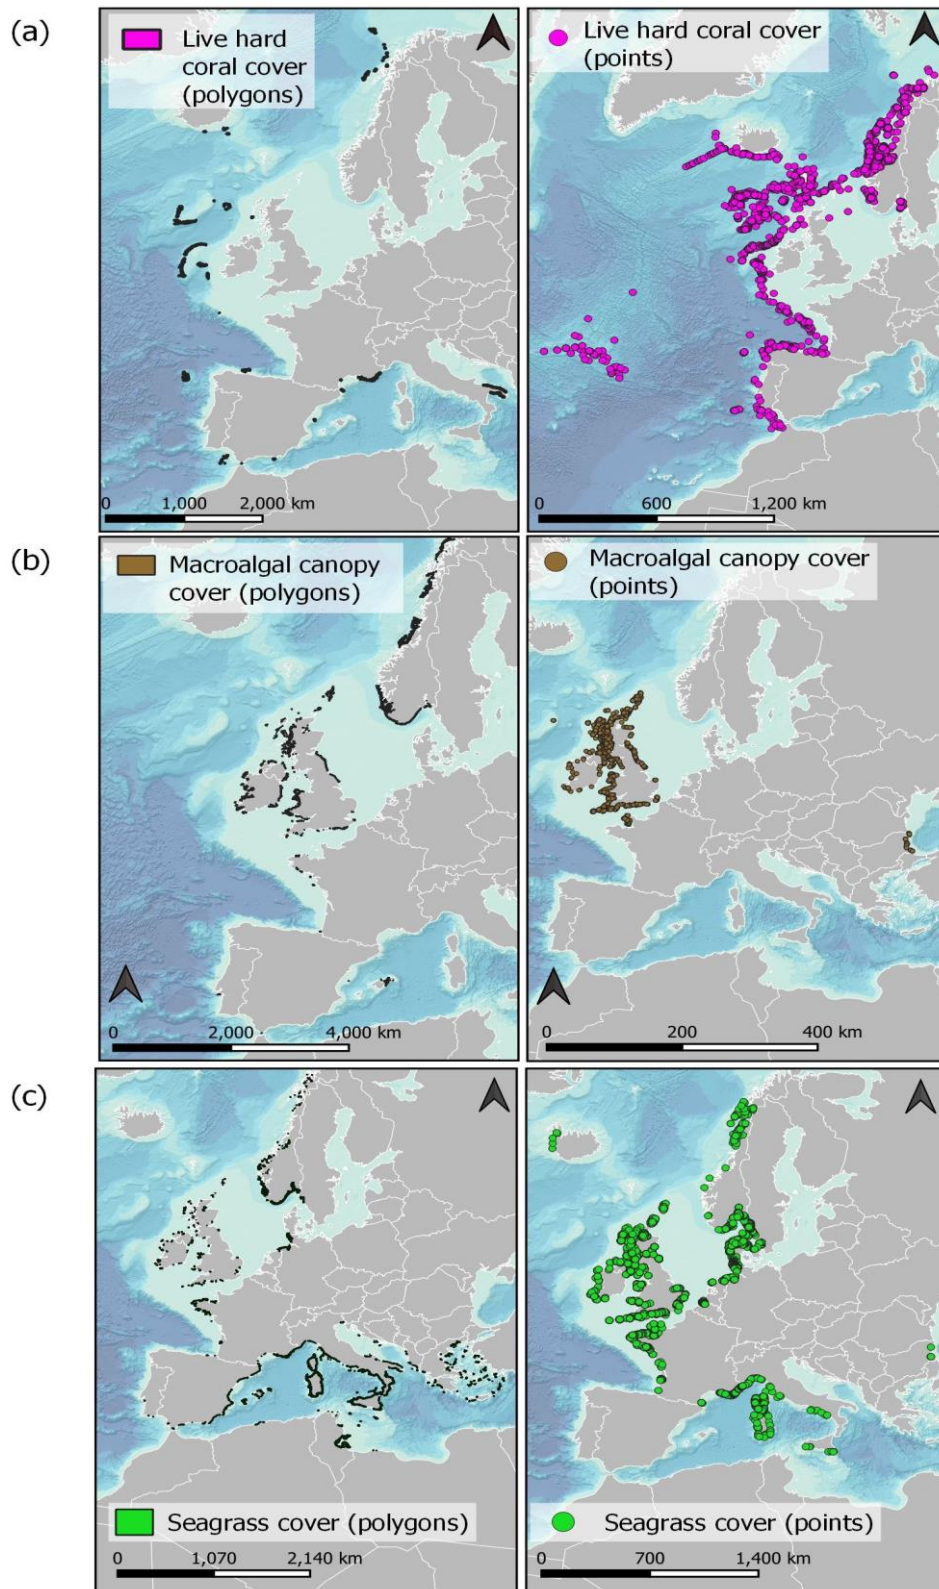 (a)
Live hard
coral cover
(polygons)
0 1,000 2,000 km
Live hard coral cover
(points)
0 600 1,200 km
(b)
Macroalgal canopy
cover (polygons)
0 2,000 4,000 km
Macroalgal canopy cover
(points)
0 200 400 km
(c)
Seagrass cover (polygons)
0 1,070 2,140 km
Seagrass cover (points)
0 700 1,400 km